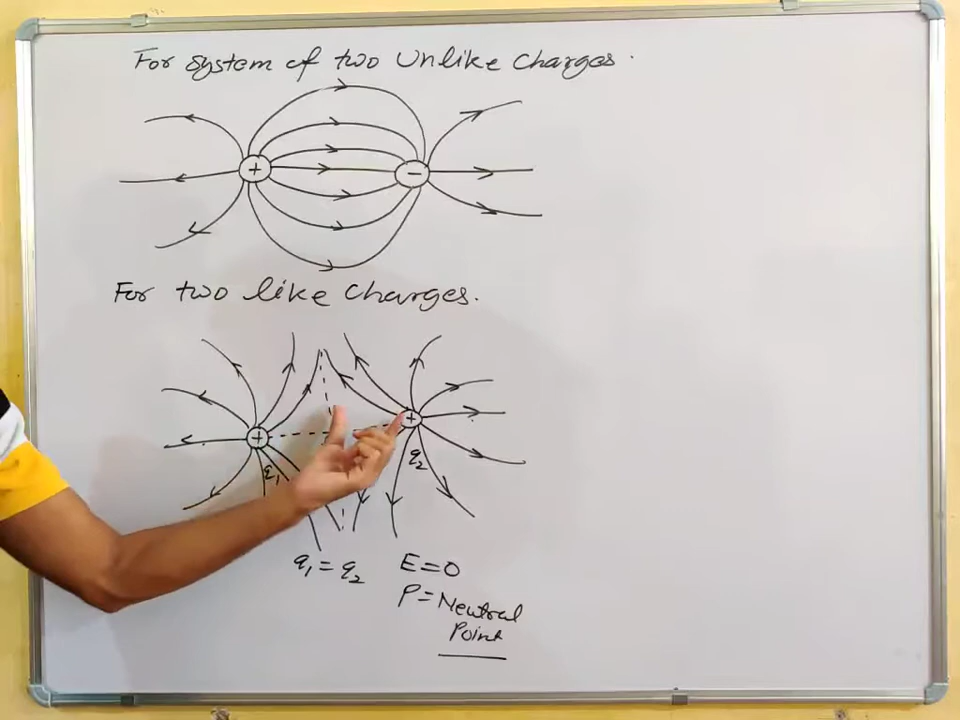 For system of two Unlike Charges.
+
−
For two like Charges.
+
+
q1
q2
q1 = q2
E=0
P= Neutral
Point